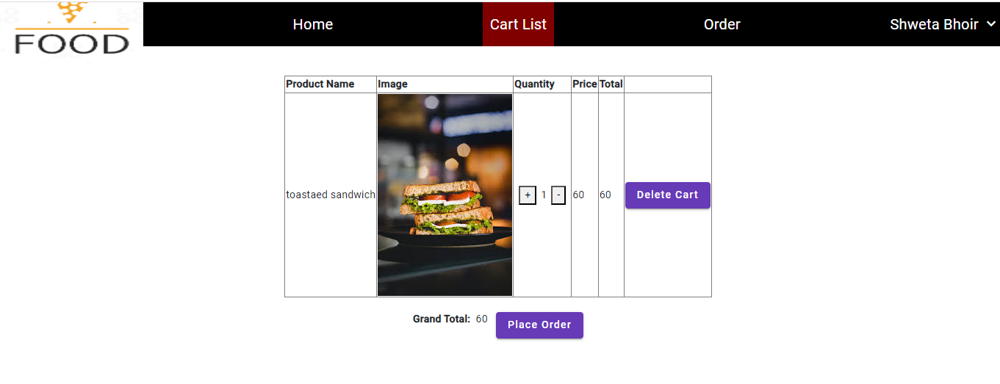 FOOD
Home Cart List Order Shweta Bhoir
Product Name Image Quantity Price Total
toastaed sandwich + 1 - 60 60 Delete Cart
Grand Total: 60 Place Order